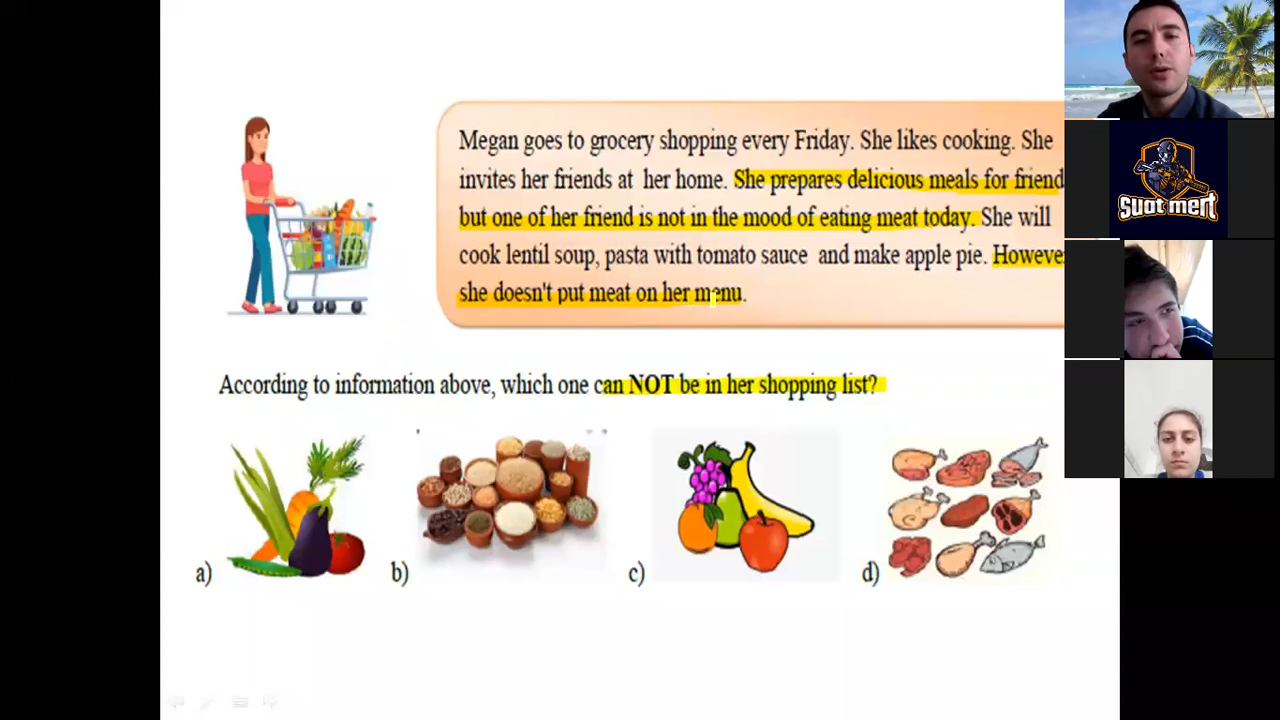 Megan goes to grocery shopping every Friday. She likes cooking. She
invites her friends at her home. She prepares delicious meals for friend
but one of her friend is not in the mood of eating meat today. She will
cook lentil soup, pasta with tomato sauce and make apple pie. Howeve
she doesn't put meat on her menu.
SUOT MERT
According to information above, which one can NOT be in her shopping list?
a)
b)
c)
d)